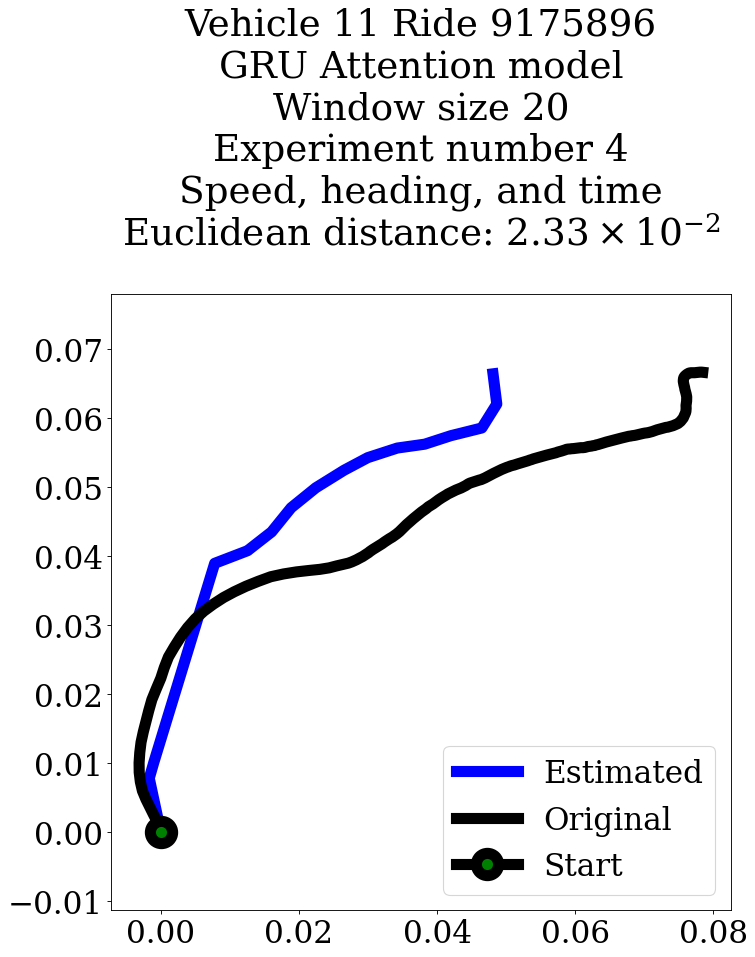 Vehicle 11 Ride 9175896
GRU Attention model
Window size 20
Experiment number 4
Speed, heading, and time
Euclidean distance: 2.33 × 10⁻²
0.07
0.06
0.05
0.04
0.03
0.02
0.01
0.00
−0.01
Estimated
Original
Start
0.00 0.02 0.04 0.06 0.08